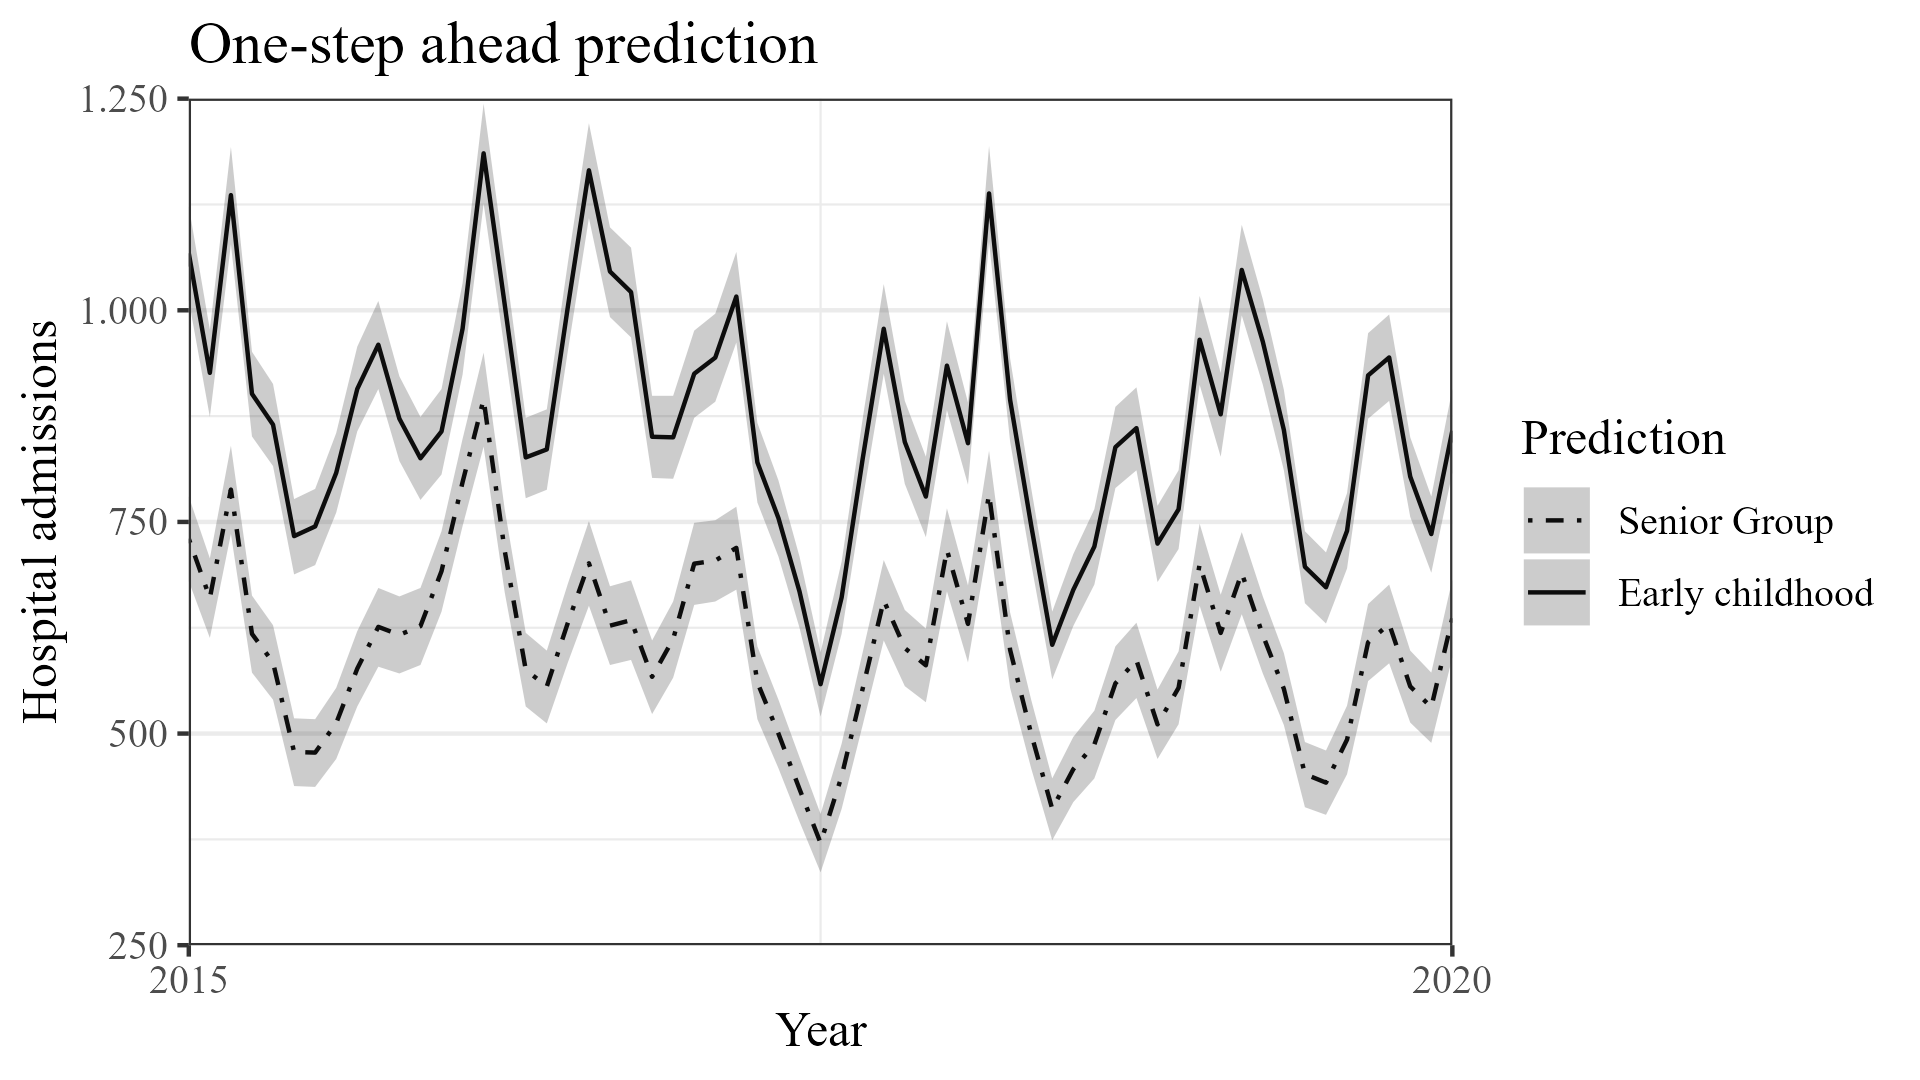 One-step ahead prediction
1.250
1.000
750
500
250
Hospital admissions
2015
2020
Year
Prediction
Senior Group
Early childhood